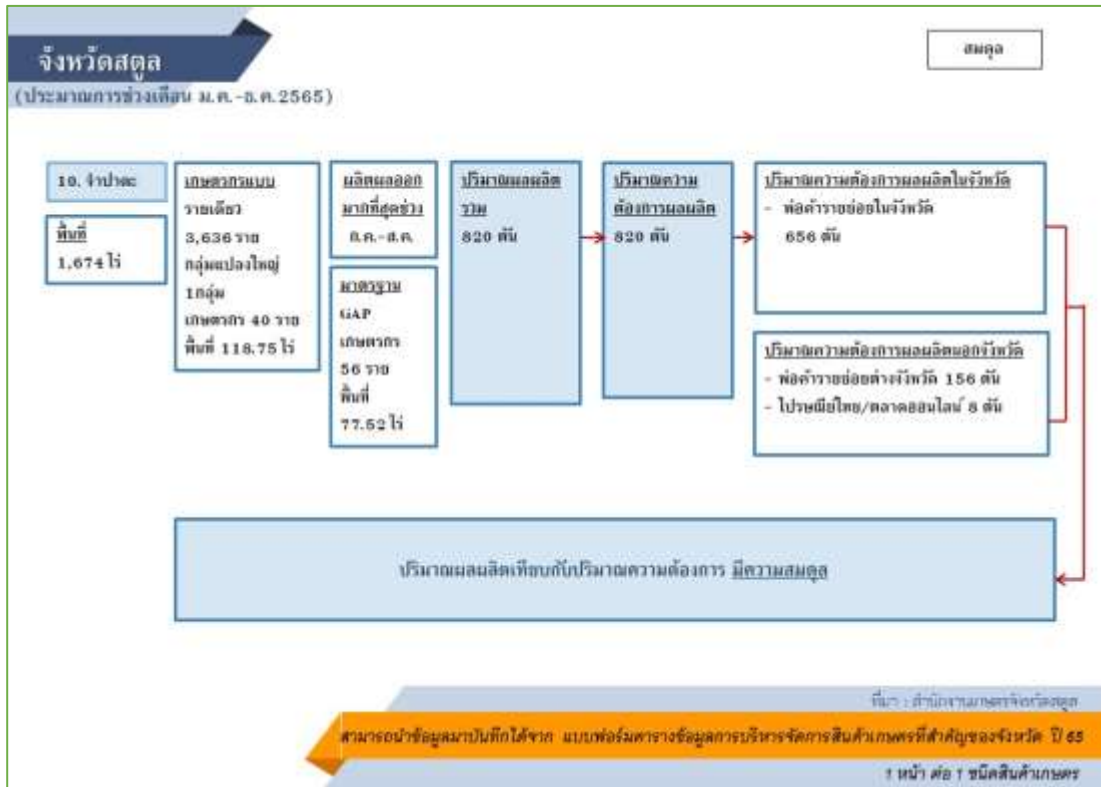 จังหวัดสตูล
สมดุล
(ประมาณการช่วงเดือน ม.ค.-ธ.ค.2565)
10. จำปาดะ
พื้นที่
1,674 ไร่
เกษตรกรแบบ
รายเดียว
3,636 ราย
กลุ่มแปลงใหญ่
1กลุ่ม
เกษตรกร 40 ราย
พื้นที่ 118.75 ไร่
ผลิตผลออก
มากที่สุดช่วง
ก.ค.-ส.ค.
มาตรฐาน
GAP
เกษตรกร
56 ราย
พื้นที่
77.52 ไร่
ปริมาณผลผลิต
รวม
820 ตัน
ปริมาณความ
ต้องการผลผลิต
820 ตัน
ปริมาณความต้องการผลผลิตในจังหวัด
- พ่อค้ารายย่อยในจังหวัด
656 ตัน
ปริมาณความต้องการผลผลิตนอกจังหวัด
- พ่อค้ารายย่อยต่างจังหวัด 156 ตัน
- ไปรษณีย์ไทย/ตลาดออนไลน์ 8 ตัน
ปริมาณผลผลิตเทียบกับปริมาณความต้องการ มีความสมดุล
ที่มา : สำนักงานเกษตรจังหวัดสตูล
สามารถนำข้อมูลมาบันทึกได้จาก แบบฟอร์มตารางข้อมูลการบริหารจัดการสินค้าเกษตรที่สำคัญของจังหวัด ปี 65
1 หน้า ต่อ 1 ชนิดสินค้าเกษตร